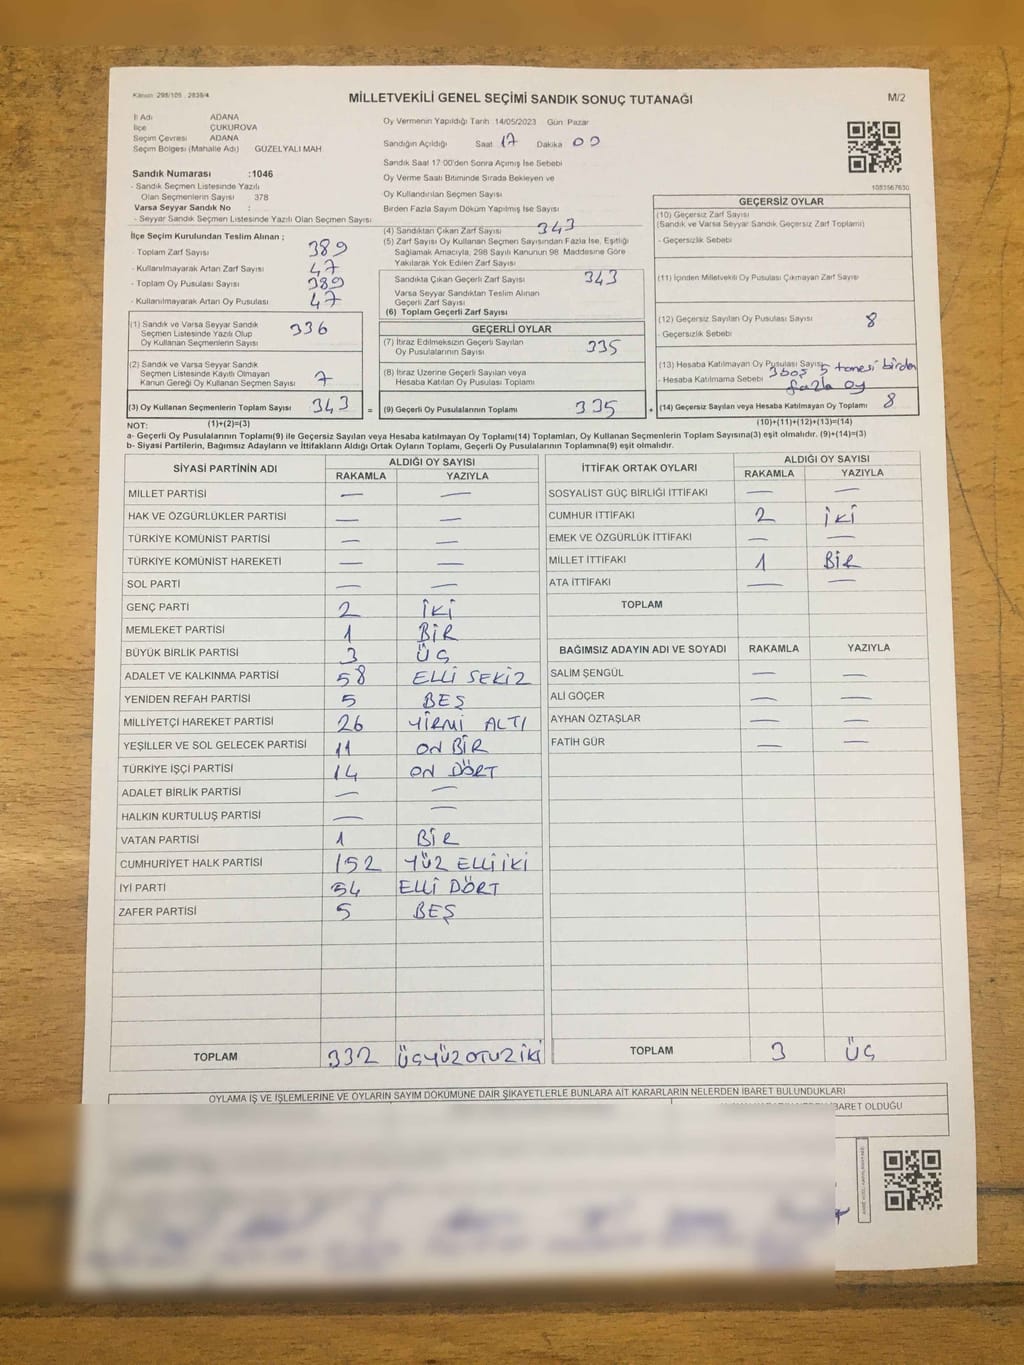 Kanun: 298/105 . 2839/4
MİLLETVEKİLİ GENEL SEÇİMİ SANDIK SONUÇ TUTANAĞI
M/2
İl Adı ADANA
İlçe ÇUKUROVA
Seçim Çevresi ADANA
Seçim Bölgesi (Mahalle Adı) GÜZELYALI MAH.
Oy Vermenin Yapıldığı Tarih :14/05/2023 Gün: Pazar
Sandığın Açıldığı Saat 17 Dakika 00
Sandık Saat 17:00'den Sonra Açımış İse Sebebi
Oy Verme Saati Bitiminde Sırada Bekleyen ve
Oy Kullandırılan Seçmen Sayısı
Birden Fazla Sayım Döküm Yapılmış İse Sayısı
1083567630
Sandık Numarası :1046
- Sandık Seçmen Listesinde Yazılı
Olan Seçmenlerin Sayısı 378
Varsa Seyyar Sandık No :
- Seyyar Sandık Seçmen Listesinde Yazılı Olan Seçmen Sayısı:
İlçe Seçim Kurulundan Teslim Alınan ;
- Toplam Zarf Sayısı 389
- Kullanılmayarak Artan Zarf Sayısı 47
- Toplam Oy Pusulası Sayısı 389
- Kullanılmayarak Artan Oy Pusulası 47
(1) Sandık ve Varsa Seyyar Sandık
Seçmen Listesinde Yazılı Olup
Oy Kullanan Seçmenlerin Sayısı 336
(2) Sandık ve Varsa Seyyar Sandık
Seçmen Listesinde Kayıtlı Olmayan
Kanun Gereği Oy Kullanan Seçmen Sayısı 7
(3) Oy Kullanan Seçmenlerin Toplam Sayısı 343 =
(1)+(2)=(3)
(4) Sandıktan Çıkan Zarf Sayısı 343
(5) Zarf Sayısı Oy Kullanan Seçmen Sayısından Fazla İse, Eşitliği
Sağlamak Amacıyla, 298 Sayılı Kanunun 98. Maddesine Göre
Yakılarak Yok Edilen Zarf Sayısı
Sandıkta Çıkan Geçerli Zarf Sayısı 343
Varsa Seyyar Sandıktan Teslim Alınan
Geçerli Zarf Sayısı
(6) Toplam Geçerli Zarf Sayısı
GEÇERLİ OYLAR
(7) İtiraz Edilmeksizin Geçerli Sayılan
Oy Pusulalarının Sayısı 335
(8) İtiraz Üzerine Geçerli Sayılan veya
Hesaba Katılan Oy Pusulası Toplamı
(9) Geçerli Oy Pusulalarının Toplamı 335 +
GEÇERSİZ OYLAR
(10) Geçersiz Zarf Sayısı
(Sandık ve Varsa Seyyar Sandık Geçersiz Zarf Toplamı)
- Geçersizlik Sebebi
(11) İçinden Milletvekili Oy Pusulası Çıkmayan Zarf Sayısı
(12) Geçersiz Sayılan Oy Pusulası Sayısı 8
- Geçersizlik Sebebi
(13) Hesaba Katılmayan Oy Pusulası Sayısı
- Hesaba Katılmama Sebebi 3 boş 5 tanesi birden
fazla oy
(14) Geçersiz Sayılan veya Hesaba Katılmayan Oy Toplamı 8
(10)+(11)+(12)+(13)=(14)
NOT:
a- Geçerli Oy Pusulalarının Toplamı(9) ile Geçersiz Sayılan veya Hesaba katılmayan Oy Toplamı(14) Toplamları, Oy Kullanan Seçmenlerin Toplam Sayısına(3) eşit olmalıdır. (9)+(14)=(3)
b- Siyasi Partilerin, Bağımsız Adayların ve İttifakların Aldığı Ortak Oyların Toplamı, Geçerli Oy Pusulalarının Toplamına(9) eşit olmalıdır.
SİYASİ PARTİNİN ADI
ALDIĞI OY SAYISI
RAKAMLA YAZIYLA
MİLLET PARTİSİ — —
HAK VE ÖZGÜRLÜKLER PARTİSİ — —
TÜRKİYE KOMÜNİST PARTİSİ — —
TÜRKİYE KOMÜNİST HAREKETİ — —
SOL PARTİ — —
GENÇ PARTİ 2 İKİ
MEMLEKET PARTİSİ 1 BİR
BÜYÜK BİRLİK PARTİSİ 3 ÜÇ
ADALET VE KALKINMA PARTİSİ 58 ELLİ SEKİZ
YENİDEN REFAH PARTİSİ 5 BEŞ
MİLLİYETÇİ HAREKET PARTİSİ 26 YİRMİ ALTI
YEŞİLLER VE SOL GELECEK PARTİSİ 11 ON BİR
TÜRKİYE İŞÇİ PARTİSİ 14 ON DÖRT
ADALET BİRLİK PARTİSİ — —
HALKIN KURTULUŞ PARTİSİ — —
VATAN PARTİSİ 1 BİR
CUMHURİYET HALK PARTİSİ 152 YÜZ ELLİ İKİ
İYİ PARTİ 54 ELLİ DÖRT
ZAFER PARTİSİ 5 BEŞ
TOPLAM 332 ÜÇYÜZOTUZİKİ
İTTİFAK ORTAK OYLARI
ALDIĞI OY SAYISI
RAKAMLA YAZIYLA
SOSYALİST GÜÇ BİRLİĞİ İTTİFAKI — —
CUMHUR İTTİFAKI 2 İKİ
EMEK VE ÖZGÜRLÜK İTTİFAKI — —
MİLLET İTTİFAKI 1 BİR
ATA İTTİFAKI — —
TOPLAM
BAĞIMSIZ ADAYIN ADI VE SOYADI RAKAMLA YAZIYLA
SALİM ŞENGÜL — —
ALİ GÖÇER — —
AYHAN ÖZTAŞLAR — —
FATİH GÜR — —
TOPLAM 3 ÜÇ
OYLAMA İŞ VE İŞLEMLERİNE VE OYLARIN SAYIM DÖKÜMÜNE DAİR ŞİKAYETLERLE BUNLARA AİT KARARLARIN NELERDEN İBARET BULUNDUKLARI
İBARET OLDUĞU